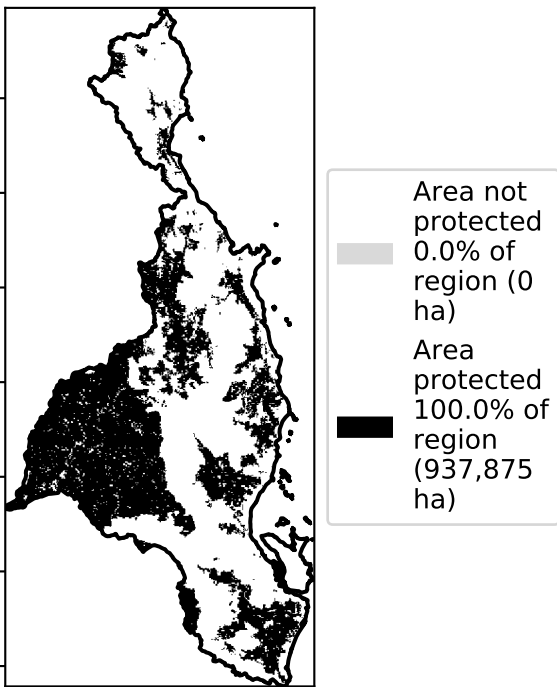 Area not
protected
0.0% of
region (0
ha)
Area
protected
100.0% of
region
(937,875
ha)